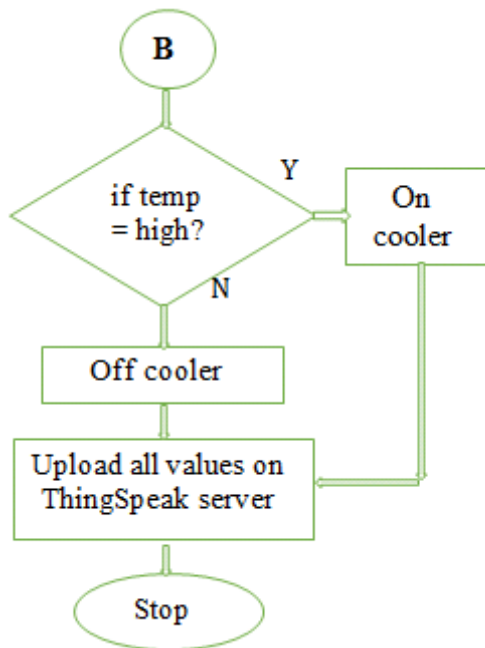 B
if temp
= high?
Y
On
cooler
N
Off cooler
Upload all values on
ThingSpeak server
Stop